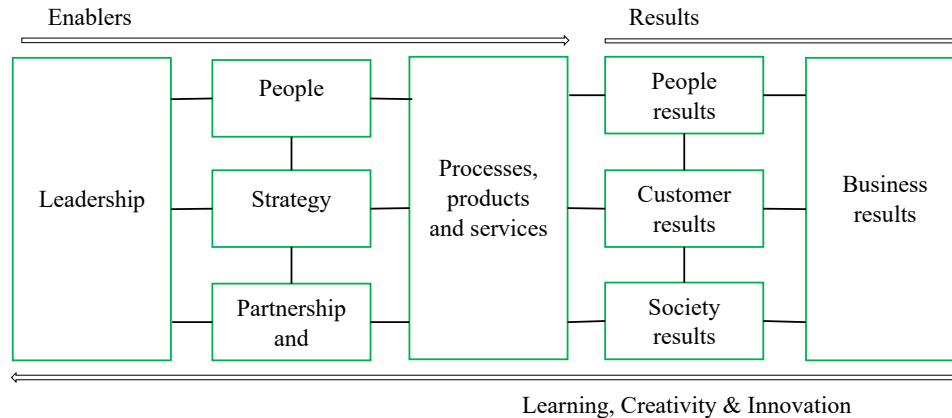 Enablers
Results
Leadership
People
Strategy
Partnership
and
Processes,
products
and services
People
results
Customer
results
Society
results
Business
results
Learning, Creativity & Innovation